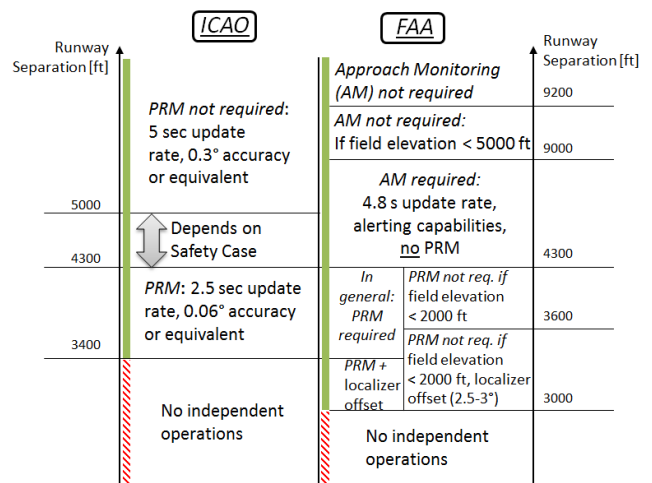 ICAO
Runway
Separation [ft]
PRM not required:
5 sec update
rate, 0.3° accuracy
or equivalent
5000
Depends on
Safety Case
4300
PRM: 2.5 sec update
rate, 0.06° accuracy
or equivalent
3400
No independent
operations
FAA
Runway
Separation [ft]
Approach Monitoring
(AM) not required
9200
AM not required:
If field elevation < 5000 ft
9000
AM required:
4.8 s update rate,
alerting capabilities,
no PRM
4300
In
general:
PRM
required
PRM not req. if
field elevation
< 2000 ft
3600
PRM +
localizer
offset
PRM not req. if
field elevation
< 2000 ft, localizer
offset (2.5-3°)
3000
No independent
operations